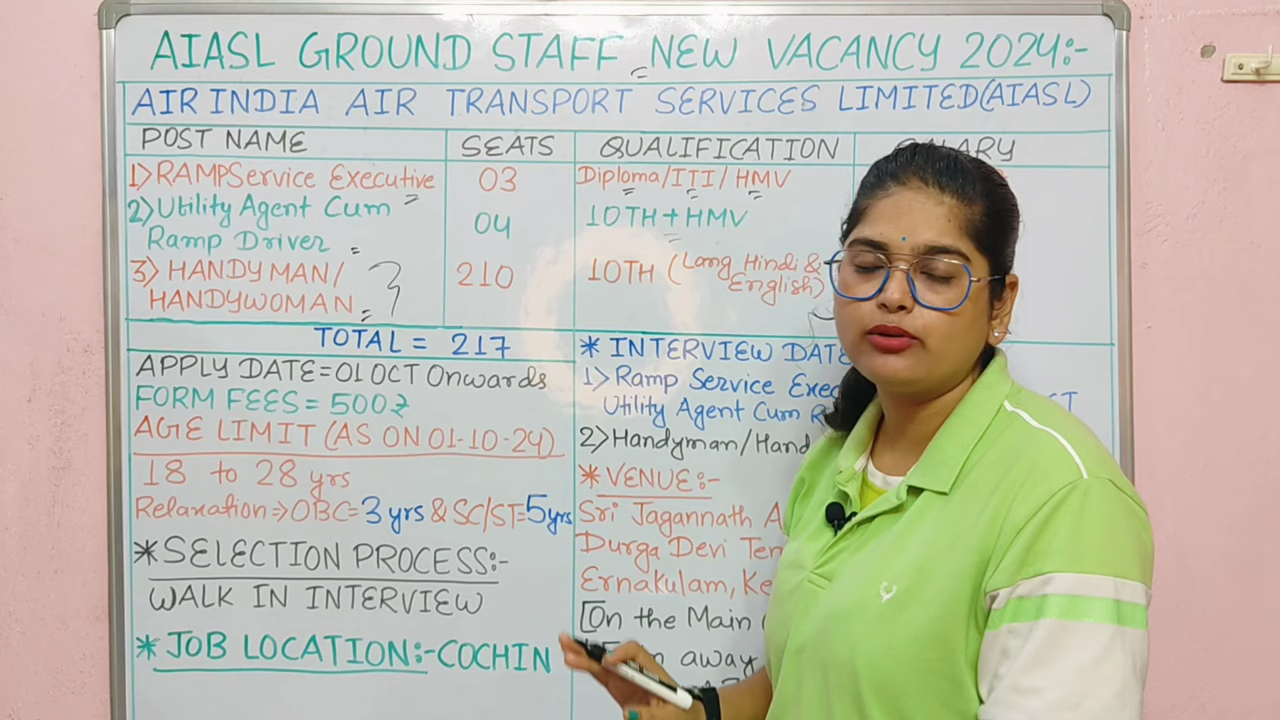 AIASL GROUND STAFF NEW VACANCY 2024:-
AIR INDIA AIR TRANSPORT SERVICES LIMITED(AIASL)
POST NAME SEATS QUALIFICATION
1) RAMP Service Executive 03 Diploma/ITI/HMV
2) Utility Agent Cum 04 10TH + HMV
Ramp Driver
3) HANDYMAN/ 210 10TH (Lang Hindi &
HANDYWOMAN English)
TOTAL = 217
APPLY DATE=01 OCT Onwards
FORM FEES = 500₹
AGE LIMIT (AS ON 01-10-24)
18 to 28 yrs
Relaxation ⇒ OBC=3 yrs & SC/ST=5yrs
*SELECTION PROCESS:-
WALK IN INTERVIEW
* JOB LOCATION:-COCHIN
* INTERVIEW DATE
1) Ramp Service Exec
Utility Agent Cum R
2) Handyman/Hand
* VENUE:-
Sri Jagannath A
Durga Devi Tem
Ernakulam, Ke
[On the Main
away